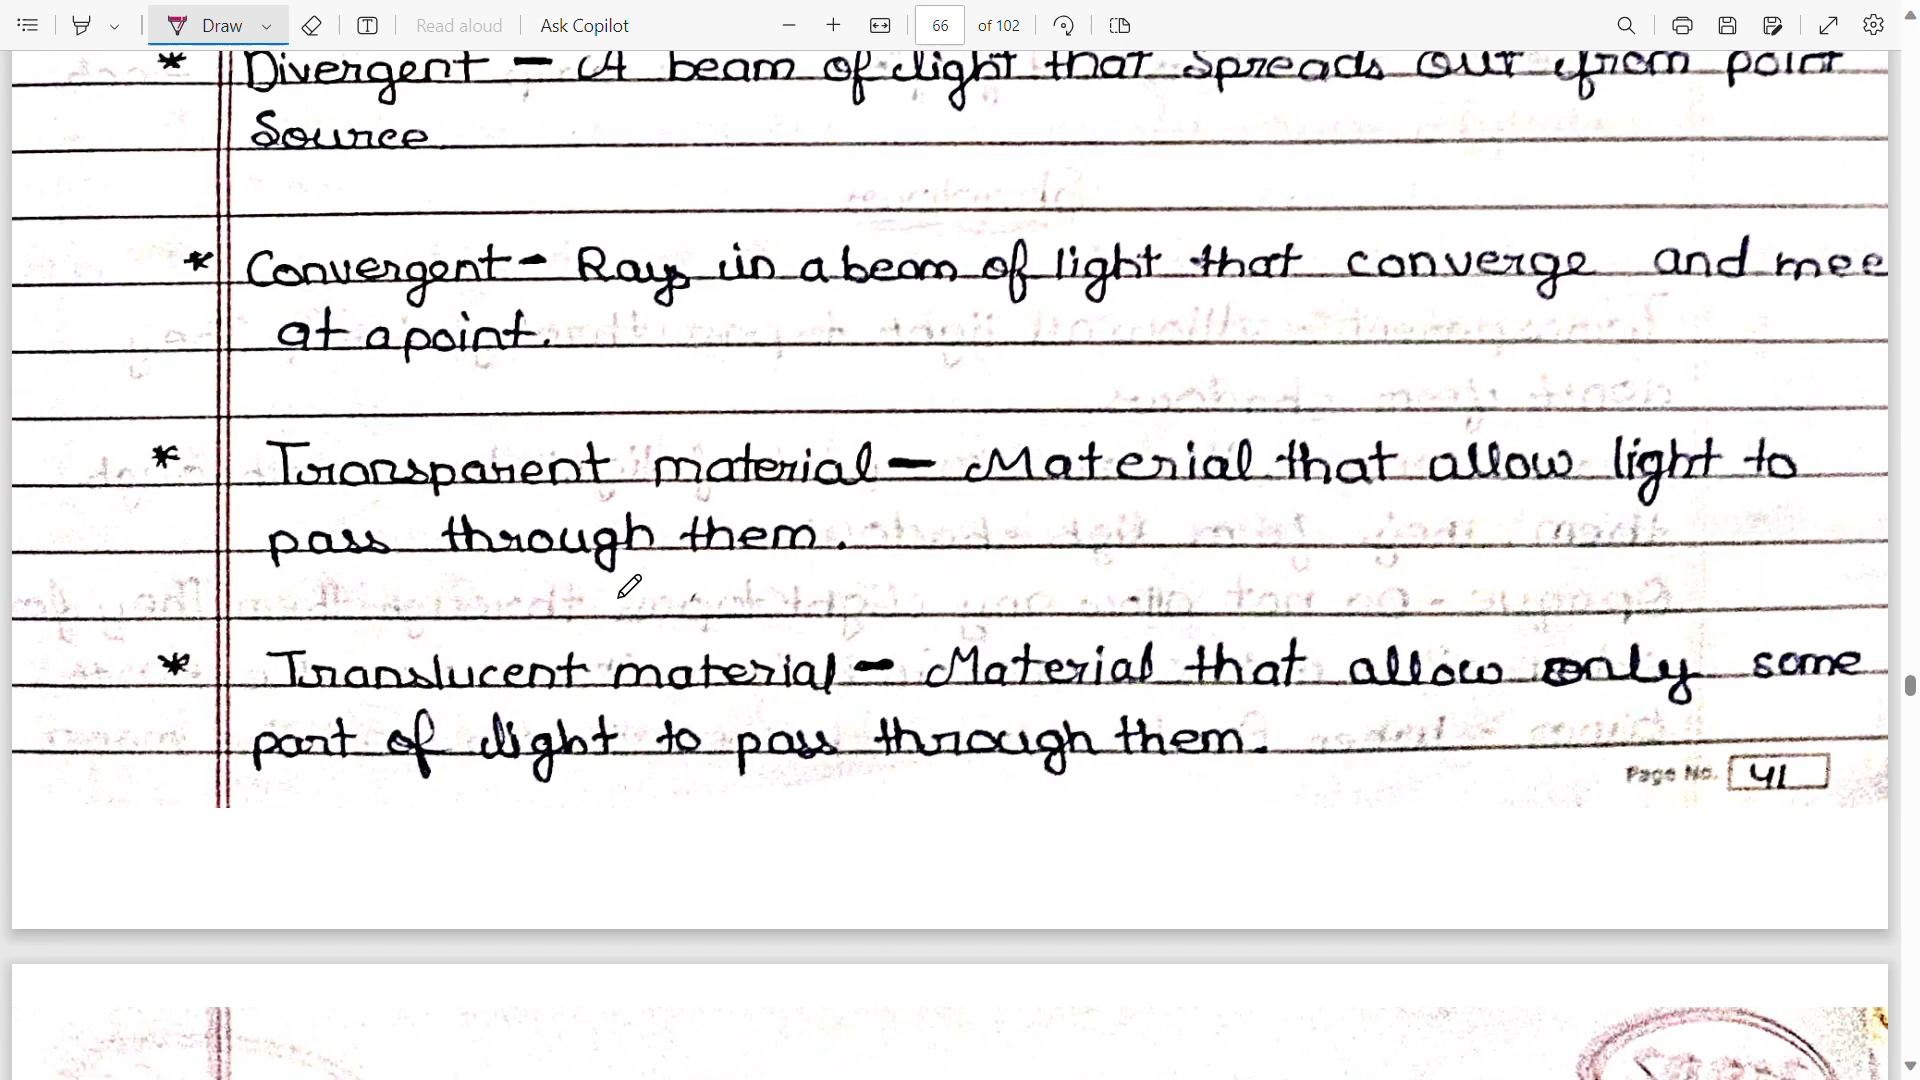 Draw
Read aloud
Ask Copilot
66
of 102
* Divergent - A beam of light that spreads out from point
Source
* Convergent - Rays in a beam of light that converge and mee
at a point.
* Transparent material - Material that allow light to
pass through them.
* Translucent material - Material that allow only some
part of light to pass through them.
Page No. 41